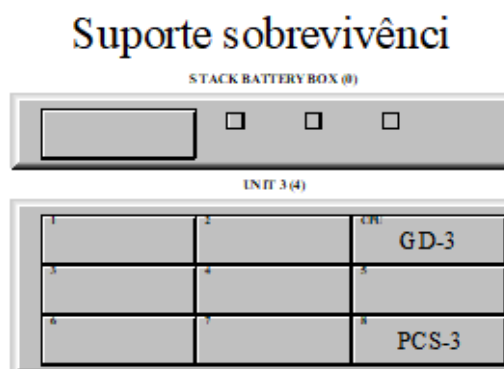 Suporte sobrevivênci
STACK BATTERY BOX (0)
UNIT 3 (4)
1 2 CPU
GD-3
3 4 5
6 7 8
PCS-3